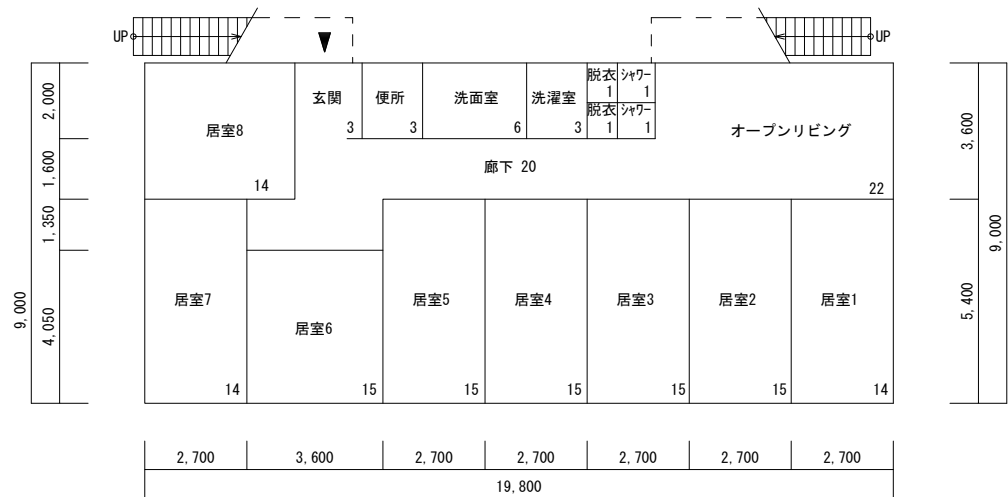 UP
UP
玄関
3
便所
3
洗面室
6
洗濯室
3
脱衣
1
シャワー
1
脱衣
1
シャワー
1
居室8
14
オープンリビング
22
廊下 20
居室7
14
居室6
15
居室5
15
居室4
15
居室3
15
居室2
15
居室1
14
2,000
1,600
1,350
4,050
9,000
3,600
5,400
9,000
2,700
3,600
2,700
2,700
2,700
2,700
2,700
19,800